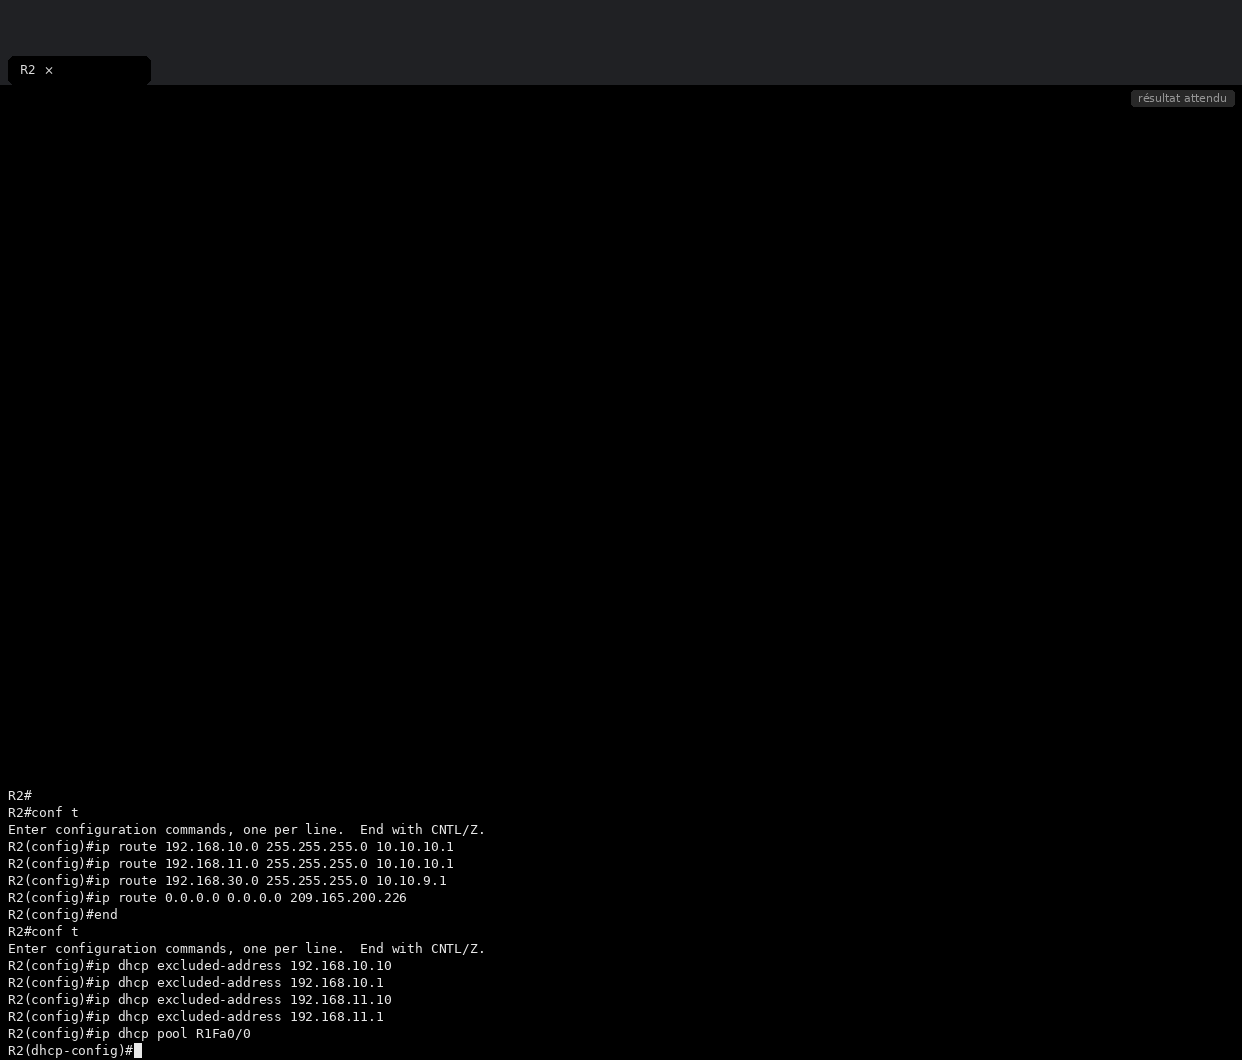 R2 ×
résultat attendu
R2#
R2#conf t
Enter configuration commands, one per line.  End with CNTL/Z.
R2(config)#ip route 192.168.10.0 255.255.255.0 10.10.10.1
R2(config)#ip route 192.168.11.0 255.255.255.0 10.10.10.1
R2(config)#ip route 192.168.30.0 255.255.255.0 10.10.9.1
R2(config)#ip route 0.0.0.0 0.0.0.0 209.165.200.226
R2(config)#end
R2#conf t
Enter configuration commands, one per line.  End with CNTL/Z.
R2(config)#ip dhcp excluded-address 192.168.10.10
R2(config)#ip dhcp excluded-address 192.168.10.1
R2(config)#ip dhcp excluded-address 192.168.11.10
R2(config)#ip dhcp excluded-address 192.168.11.1
R2(config)#ip dhcp pool R1Fa0/0
R2(dhcp-config)#